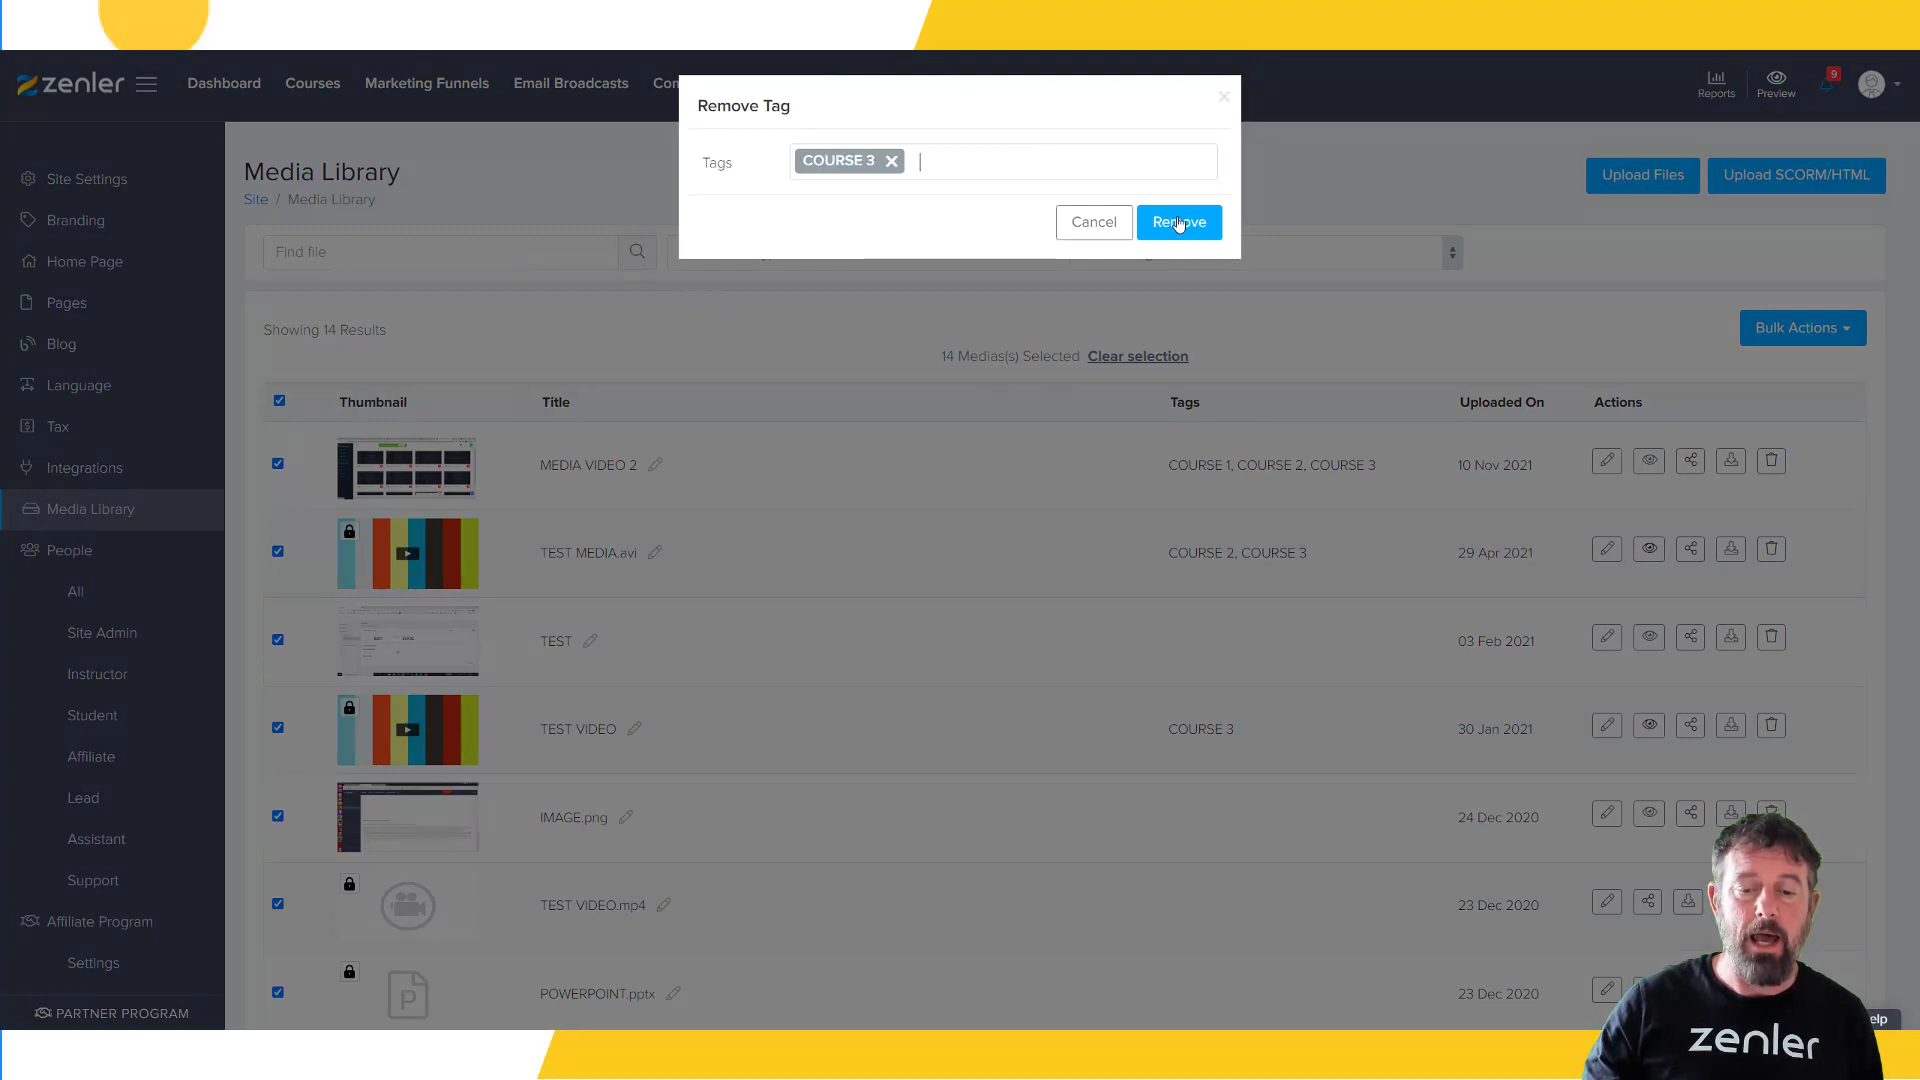 zenler
Dashboard
Courses
Marketing Funnels
Email Broadcasts
Reports
Preview
9
Remove Tag
Tags
COURSE 3
Cancel
Remove
Site Settings
Branding
Home Page
Pages
Blog
Language
Tax
Integrations
Media Library
People
All
Site Admin
Instructor
Student
Affiliate
Lead
Assistant
Support
Affiliate Program
Settings
PARTNER PROGRAM
Media Library
Site / Media Library
Upload Files
Upload SCORM/HTML
Find file
Showing 14 Results
Bulk Actions
14 Medias(s) Selected Clear selection
Thumbnail Title Tags Uploaded On Actions
MEDIA VIDEO 2 COURSE 1, COURSE 2, COURSE 3 10 Nov 2021
TEST MEDIA.avi COURSE 2, COURSE 3 29 Apr 2021
TEST 03 Feb 2021
TEST VIDEO COURSE 3 30 Jan 2021
IMAGE.png 24 Dec 2020
TEST VIDEO.mp4 23 Dec 2020
P
POWERPOINT.pptx 23 Dec 2020
zenler